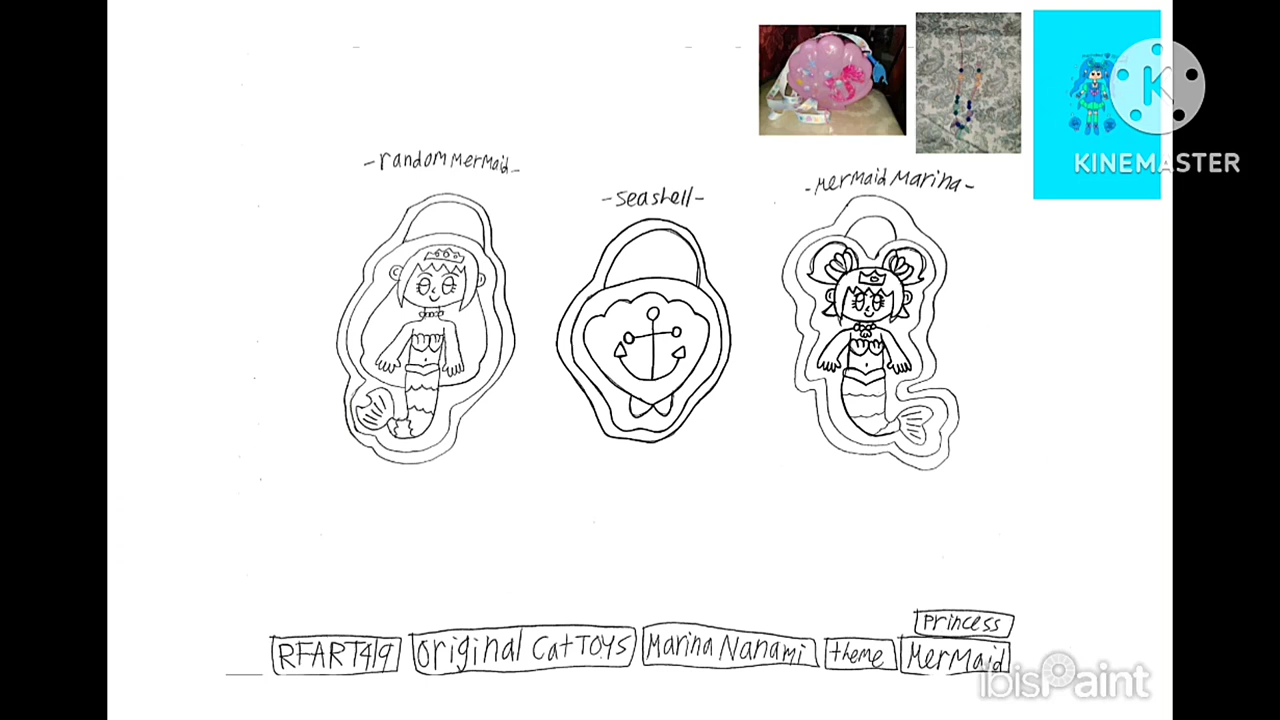 KINEMASTER
-random mermaid-
-seashell-
-Mermaid Marina-
Princess
RFART419
original Cat TOYS
Marina Nanami
theme
Mermaid
ibisPaint